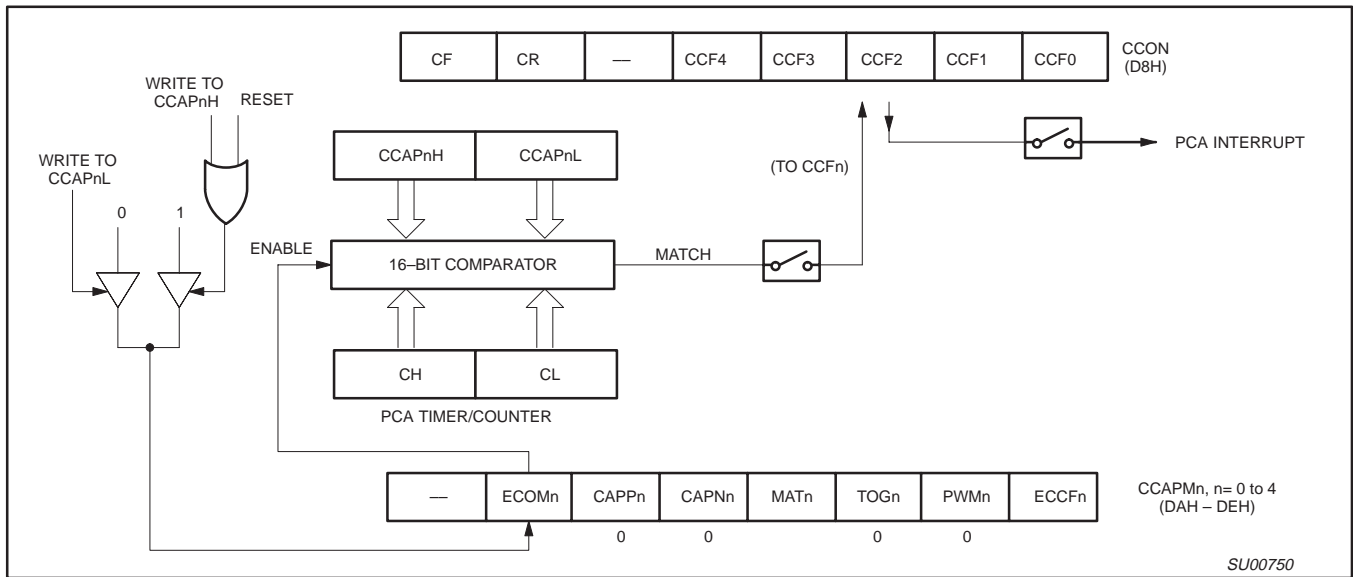 CF CR — CCF4 CCF3 CCF2 CCF1 CCF0
CCON
(D8H)
WRITE TO
CCAPnH
RESET
CCAPnH CCAPnL
PCA INTERRUPT
WRITE TO
CCAPnL
(TO CCFn)
0 1
ENABLE
16–BIT COMPARATOR
MATCH
CH CL
PCA TIMER/COUNTER
— ECOMn CAPPn CAPNn MATn TOGn PWMn ECCFn
CCAPMn, n= 0 to 4
(DAH – DEH)
0 0 0 0
SU00750